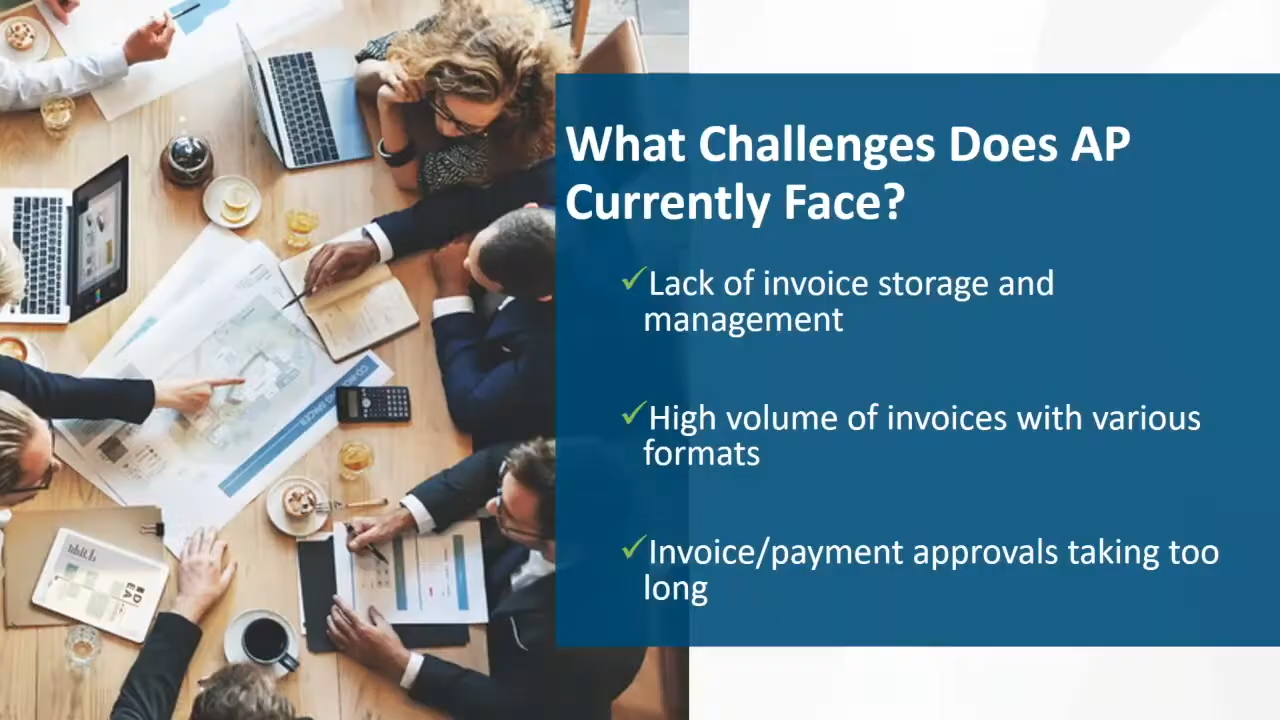 What Challenges Does AP
Currently Face?
✓Lack of invoice storage and
management
✓High volume of invoices with various
formats
✓Invoice/payment approvals taking too
long